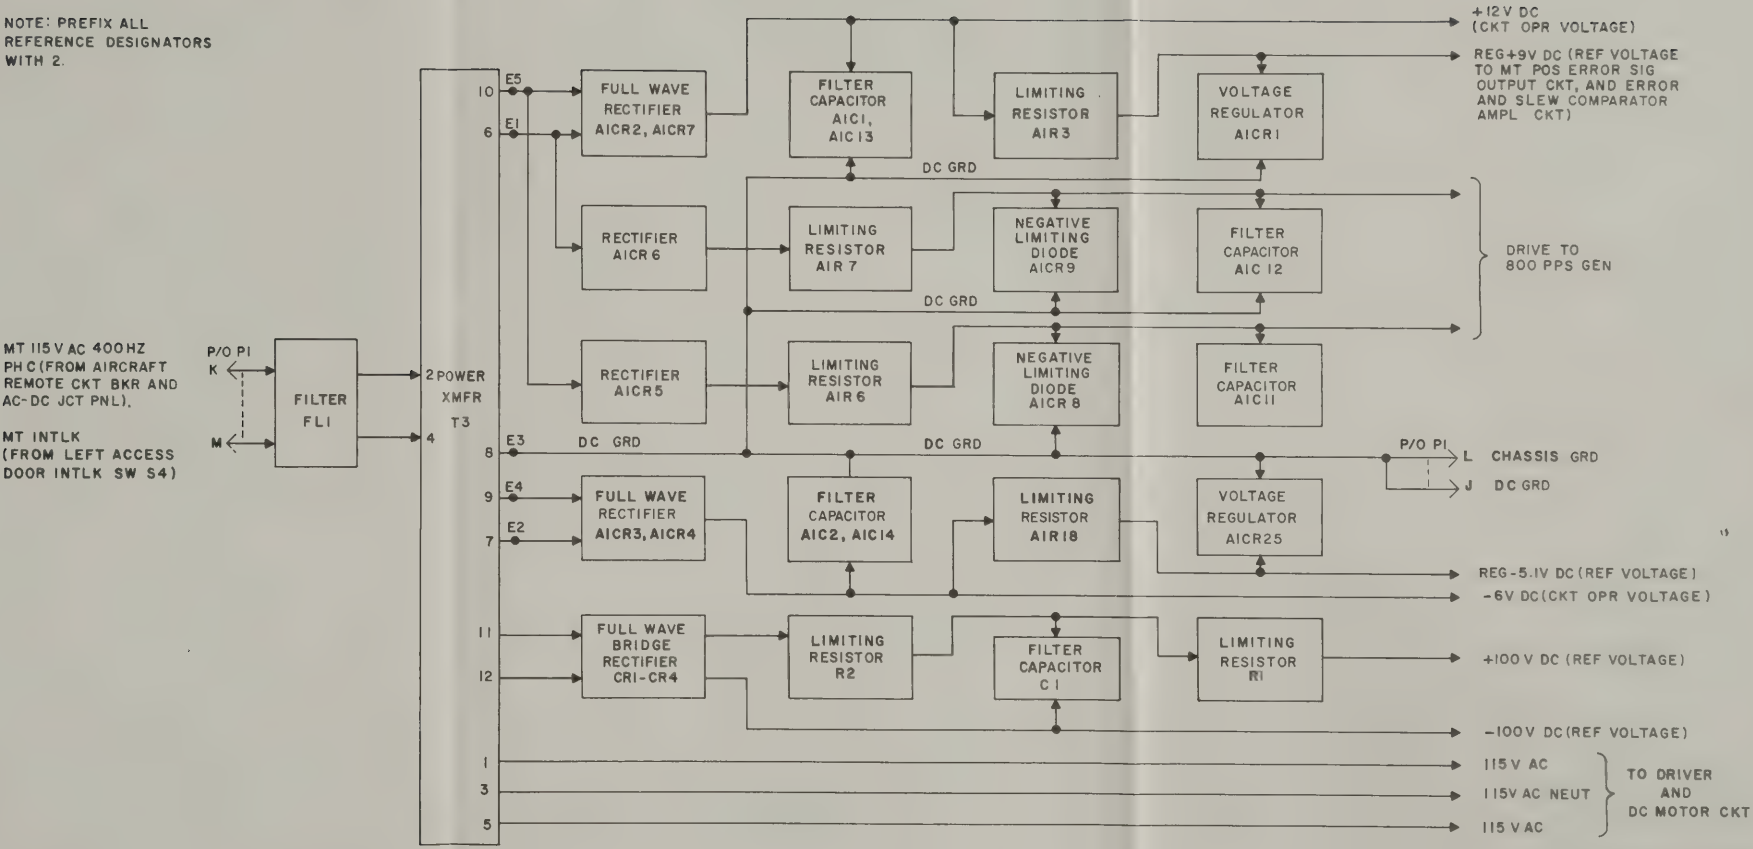 NOTE: PREFIX ALL
REFERENCE DESIGNATORS
WITH 2.
MT 115 V AC 400HZ
PH C (FROM AIRCRAFT
REMOTE CKT BKR AND
AC-DC JCT PNL).
MT INTLK
(FROM LEFT ACCESS
DOOR INTLK SW S4)
P/O P1
K
M
FILTER
FL1
2
4
POWER
XMFR
T3
10
E5
6
E1
8
E3
9
E4
7
E2
11
12
1
3
5
FULL WAVE
RECTIFIER
A1CR2, A1CR7
FILTER
CAPACITOR
A1C1,
A1C13
LIMITING
RESISTOR
A1R3
VOLTAGE
REGULATOR
A1CR1
+12V DC
(CKT OPR VOLTAGE)
REG+9V DC (REF VOLTAGE
TO MT POS ERROR SIG
OUTPUT CKT, AND ERROR
AND SLEW COMPARATOR
AMPL CKT)
DC GRD
RECTIFIER
A1CR6
LIMITING
RESISTOR
A1R7
NEGATIVE
LIMITING
DIODE
A1CR9
FILTER
CAPACITOR
A1C12
DRIVE TO
800 PPS GEN
DC GRD
RECTIFIER
A1CR5
LIMITING
RESISTOR
A1R6
NEGATIVE
LIMITING
DIODE
A1CR8
FILTER
CAPACITOR
A1C11
DC GRD
DC GRD
P/O P1
L CHASSIS GRD
J DC GRD
FULL WAVE
RECTIFIER
A1CR3, A1CR4
FILTER
CAPACITOR
A1C2, A1C14
LIMITING
RESISTOR
A1R18
VOLTAGE
REGULATOR
A1CR25
REG-5.1V DC (REF VOLTAGE)
-6V DC(CKT OPR VOLTAGE)
FULL WAVE
BRIDGE
RECTIFIER
CR1-CR4
LIMITING
RESISTOR
R2
FILTER
CAPACITOR
C1
LIMITING
RESISTOR
R1
+100V DC (REF VOLTAGE)
-100V DC (REF VOLTAGE)
115V AC
115V AC NEUT
115 V AC
TO DRIVER
AND
DC MOTOR CKT